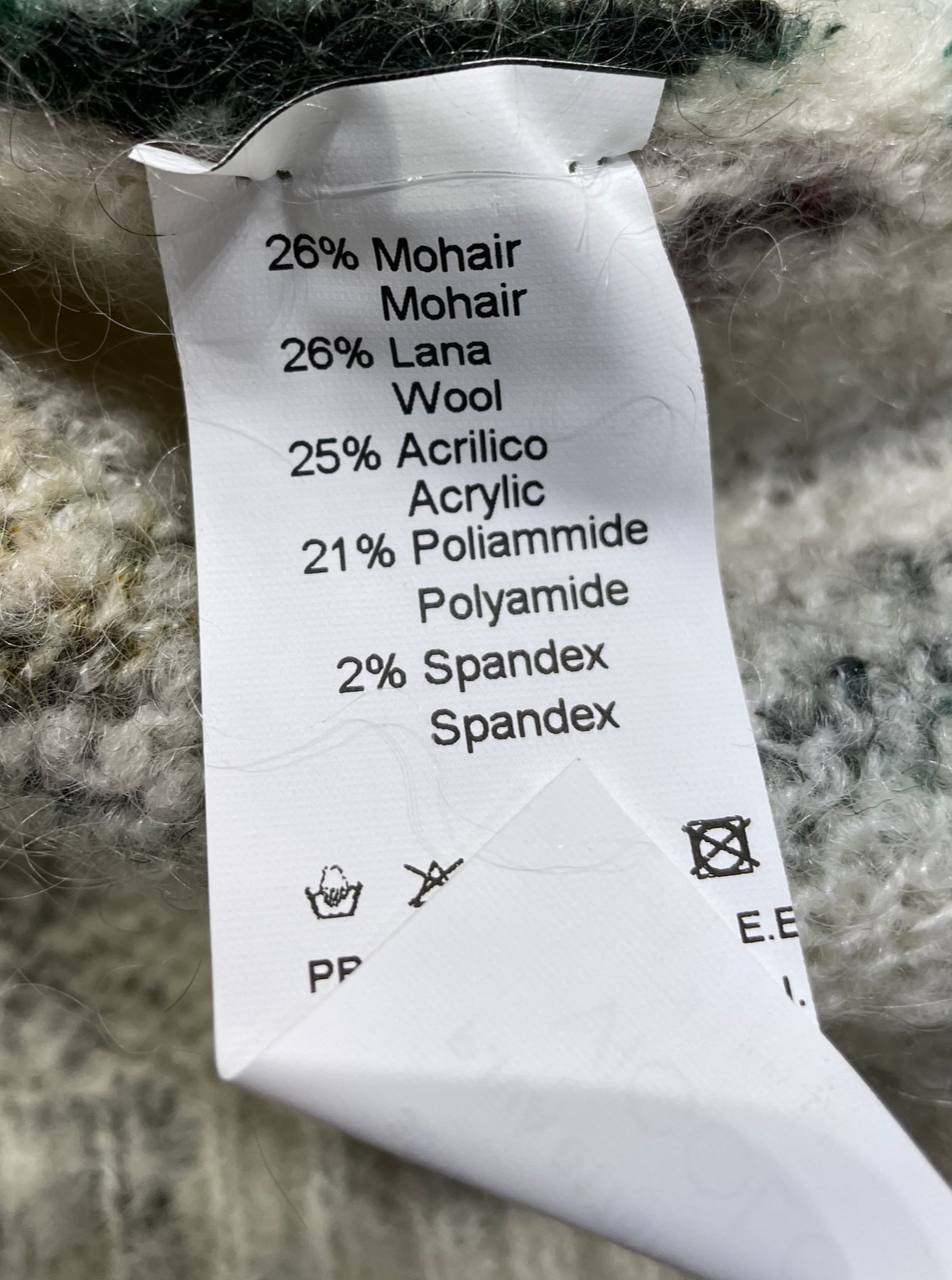 26% Mohair
Mohair
26% Lana
Wool
25% Acrilico
Acrylic
21% Poliammide
Polyamide
2% Spandex
Spandex
E.E